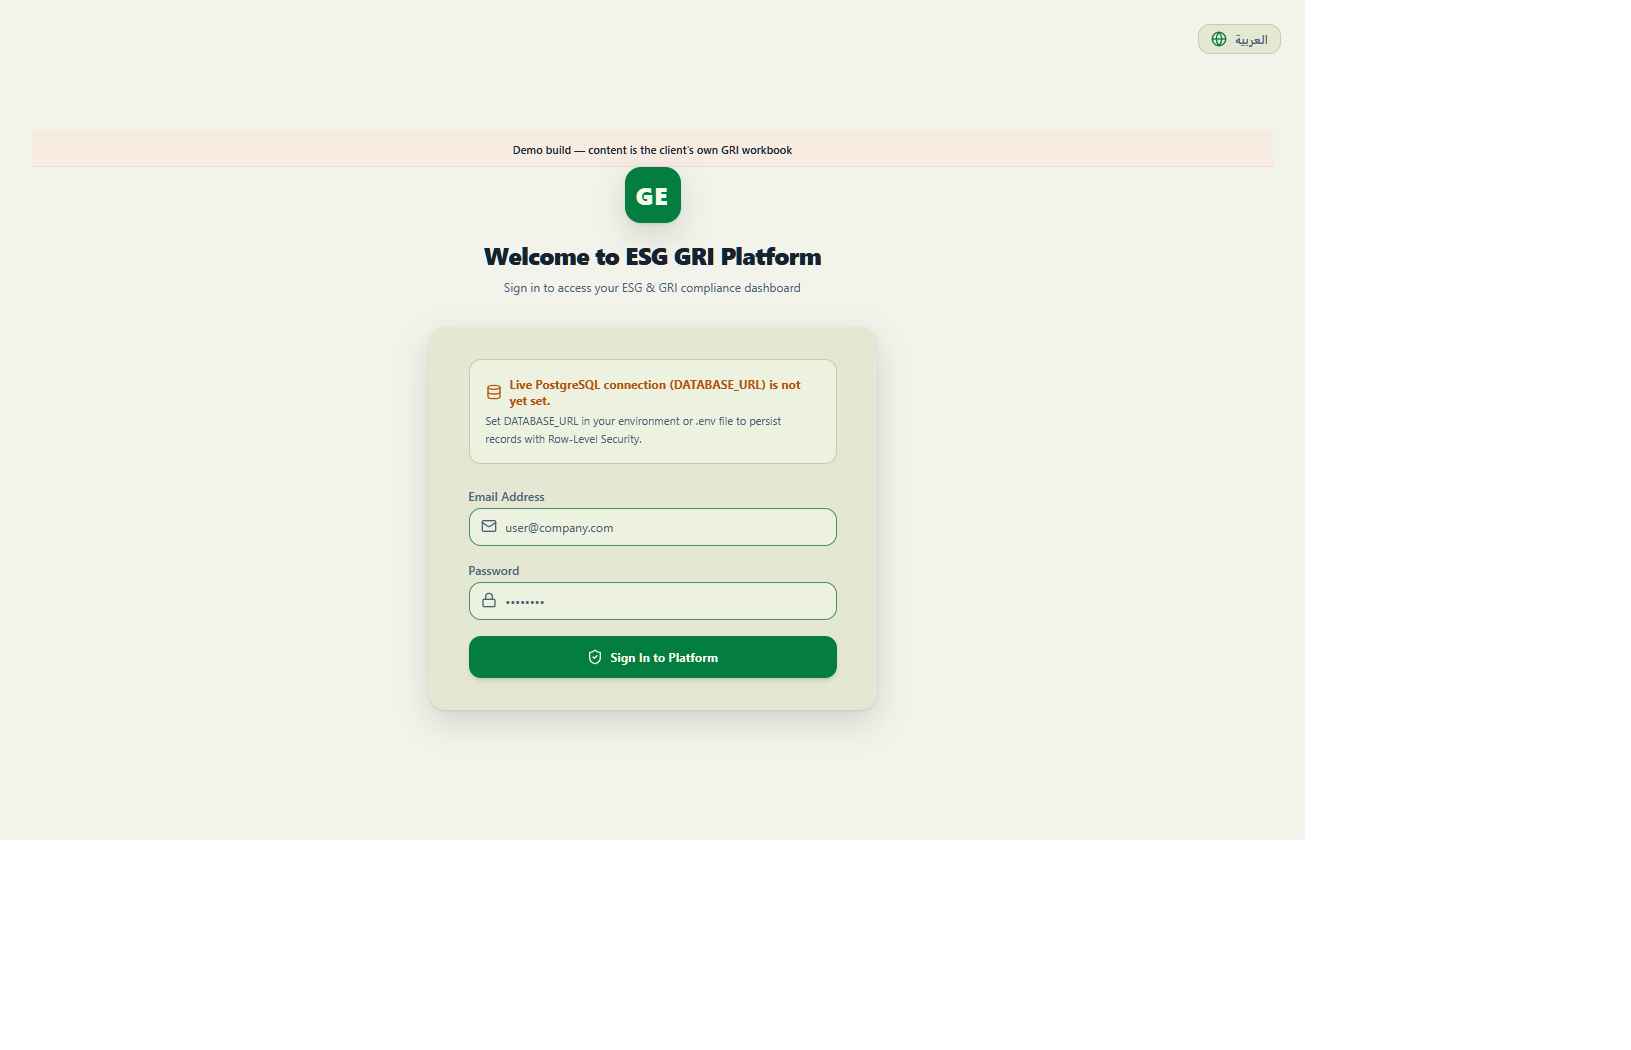 العربية
Demo build — content is the client's own GRI workbook
GE
Welcome to ESG GRI Platform
Sign in to access your ESG & GRI compliance dashboard
Live PostgreSQL connection (DATABASE_URL) is not
yet set.
Set DATABASE_URL in your environment or .env file to persist
records with Row-Level Security.
Email Address
user@company.com
Password
••••••••
Sign In to Platform